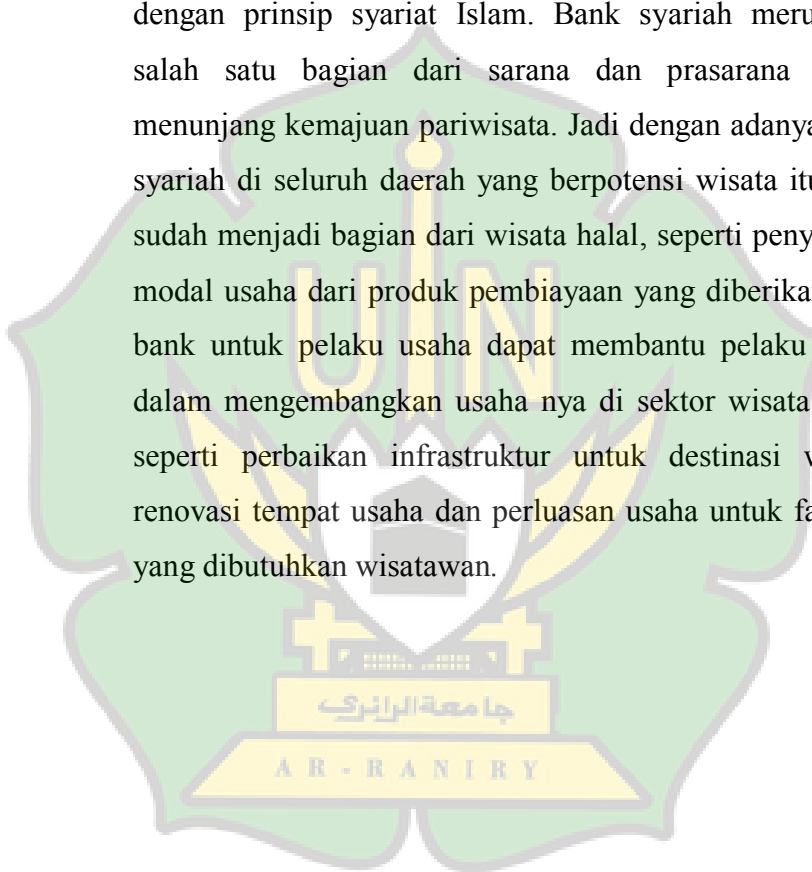 dengan prinsip syariat Islam. Bank syariah meru
salah satu bagian dari sarana dan prasarana
menunjang kemajuan pariwisata. Jadi dengan adanya
syariah di seluruh daerah yang berpotensi wisata itu
sudah menjadi bagian dari wisata halal, seperti peny
modal usaha dari produk pembiayaan yang diberika
bank untuk pelaku usaha dapat membantu pelaku
dalam mengembangkan usaha nya di sektor wisata
seperti perbaikan infrastruktur untuk destinasi w
renovasi tempat usaha dan perluasan usaha untuk fa
yang dibutuhkan wisatawan.
UIN
جامعة الرانري
AR-RANIRY